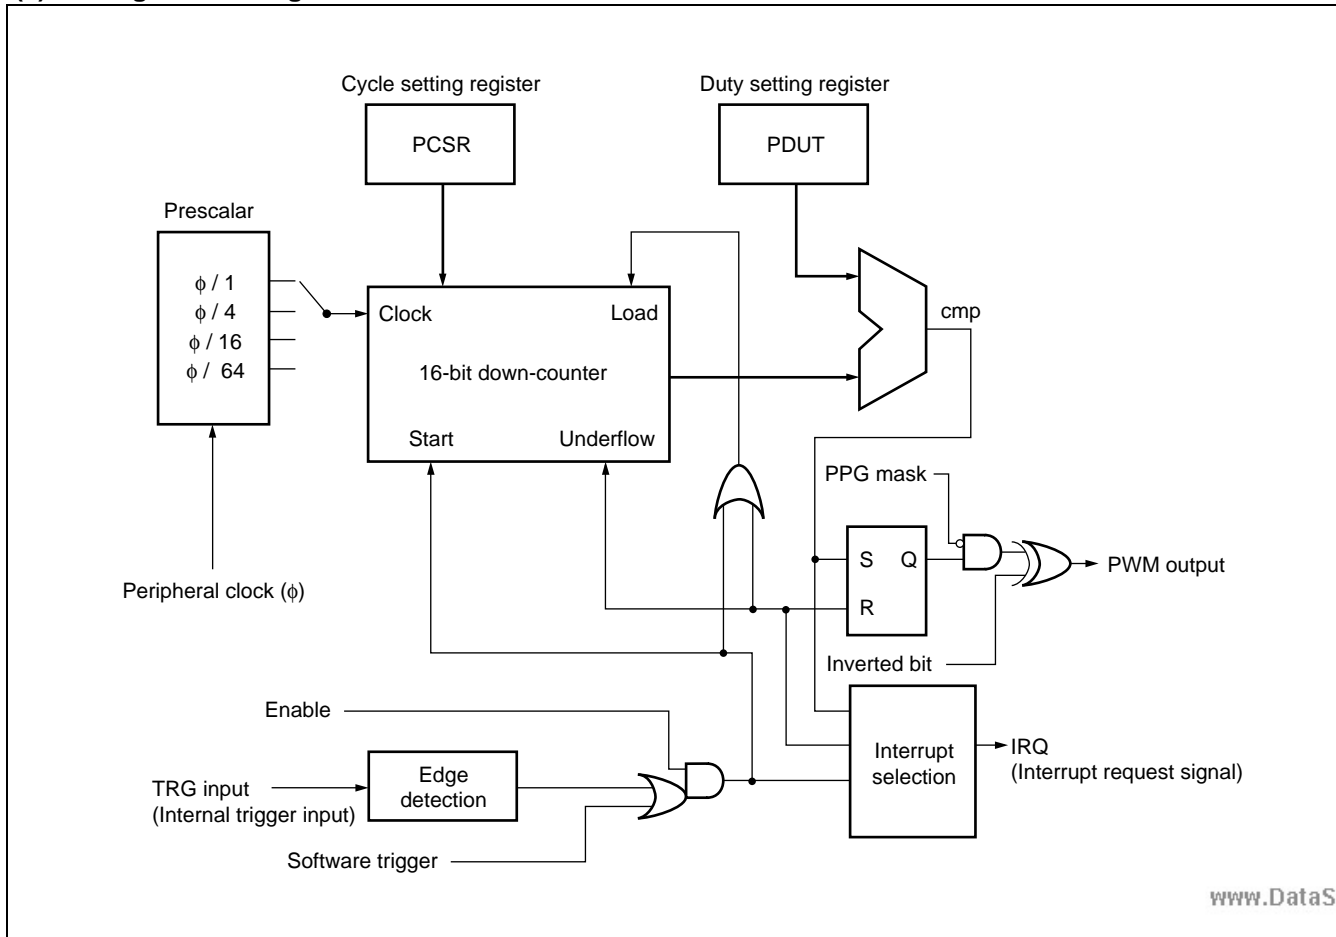 Cycle setting register
Duty setting register
PCSR
PDUT
Prescalar
ϕ / 1
ϕ / 4
ϕ / 16
ϕ / 64
Clock
Load
16-bit down-counter
Start
Underflow
cmp
PPG mask
S
Q
R
PWM output
Peripheral clock (ϕ)
Inverted bit
Enable
Edge
detection
TRG input
(Internal trigger input)
Software trigger
Interrupt
selection
IRQ
(Interrupt request signal)
www.DataS